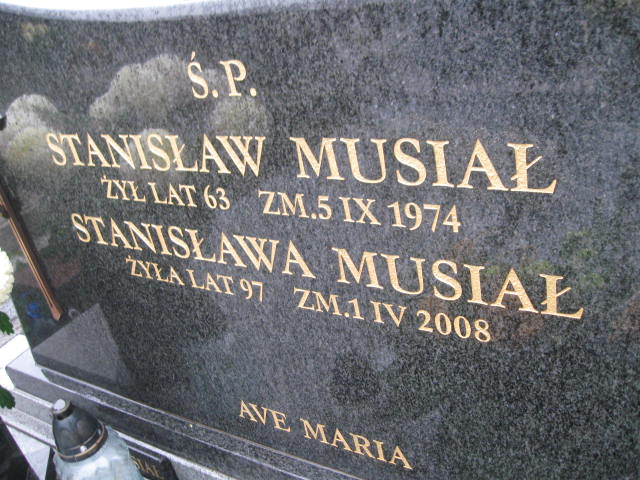 Ś.P.
STANISŁAW MUSIAŁ
ŻYŁ LAT 63 ZM.5 IX 1974
STANISŁAWA MUSIAŁ
ŻYŁA LAT 97 ZM.1 IV 2008
AVE MARIA